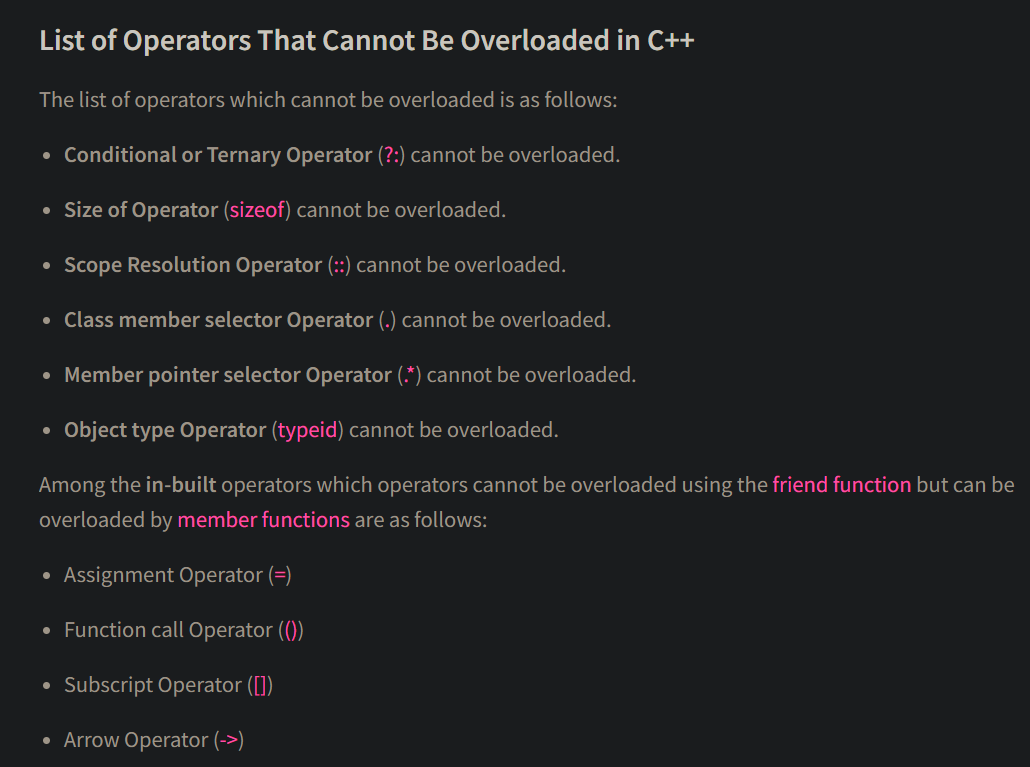 List of Operators That Cannot Be Overloaded in C++
The list of operators which cannot be overloaded is as follows:
• Conditional or Ternary Operator (?:) cannot be overloaded.
• Size of Operator (sizeof) cannot be overloaded.
• Scope Resolution Operator (::) cannot be overloaded.
• Class member selector Operator (.) cannot be overloaded.
• Member pointer selector Operator (.*) cannot be overloaded.
• Object type Operator (typeid) cannot be overloaded.
Among the in-built operators which operators cannot be overloaded using the friend function but can be
overloaded by member functions are as follows:
• Assignment Operator (=)
• Function call Operator (())
• Subscript Operator ([])
• Arrow Operator (->)